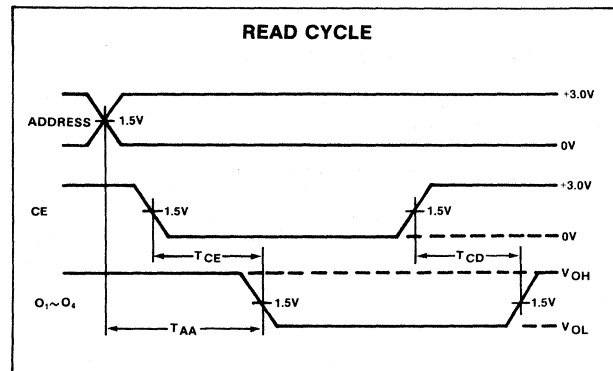 READ CYCLE
+3.0V
ADDRESS
1.5V
0V
+3.0V
CE
1.5V
1.5V
0V
TCE
TCD
VOH
O1~O4
1.5V
1.5V
TAA
VOL